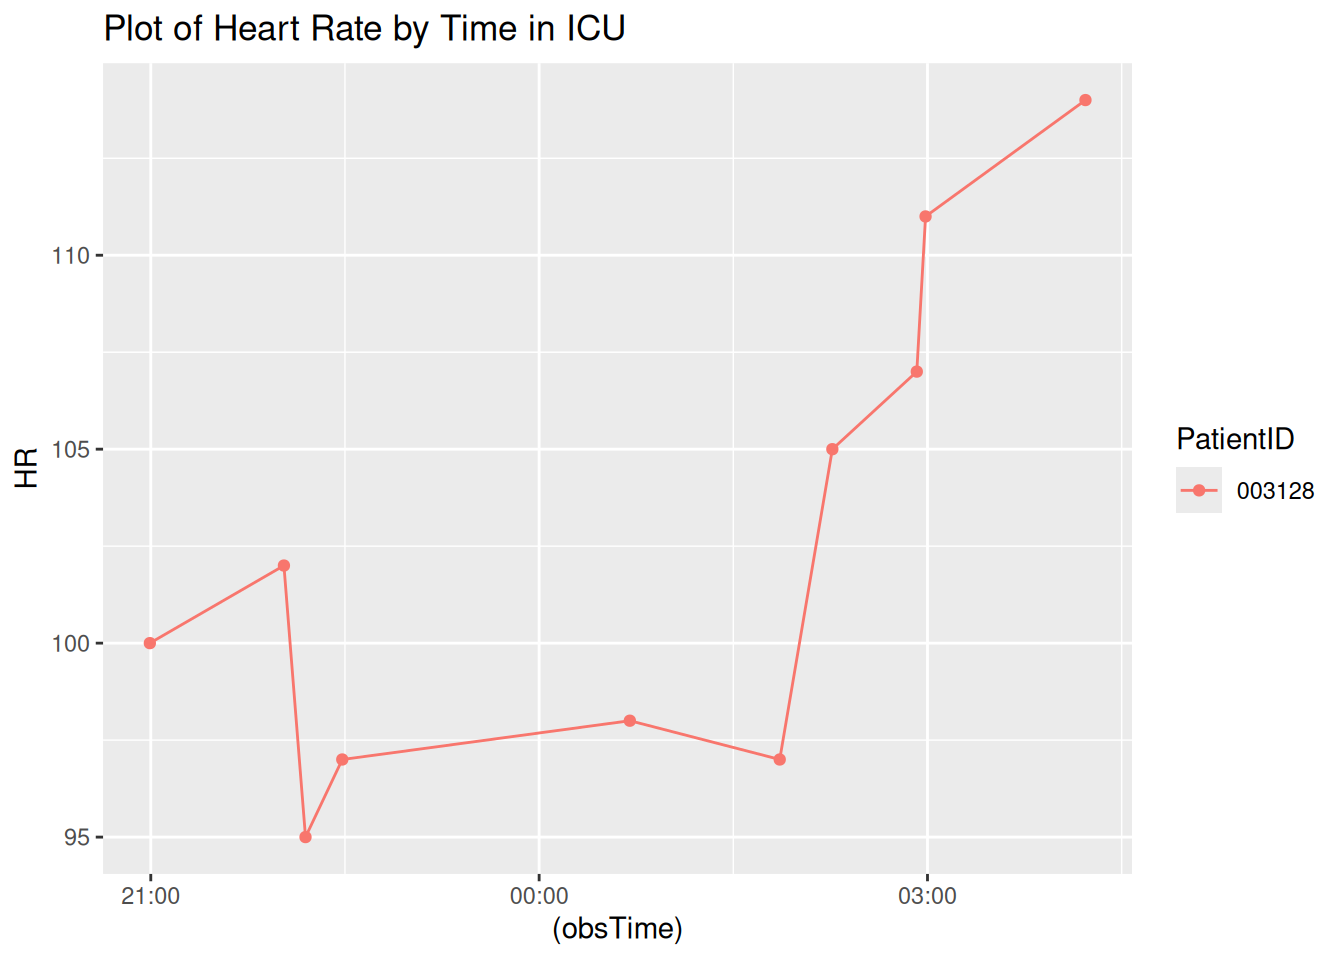 Plot of Heart Rate by Time in ICU
HR
110
105
100
95
21:00 00:00 03:00
(obsTime)
PatientID
003128